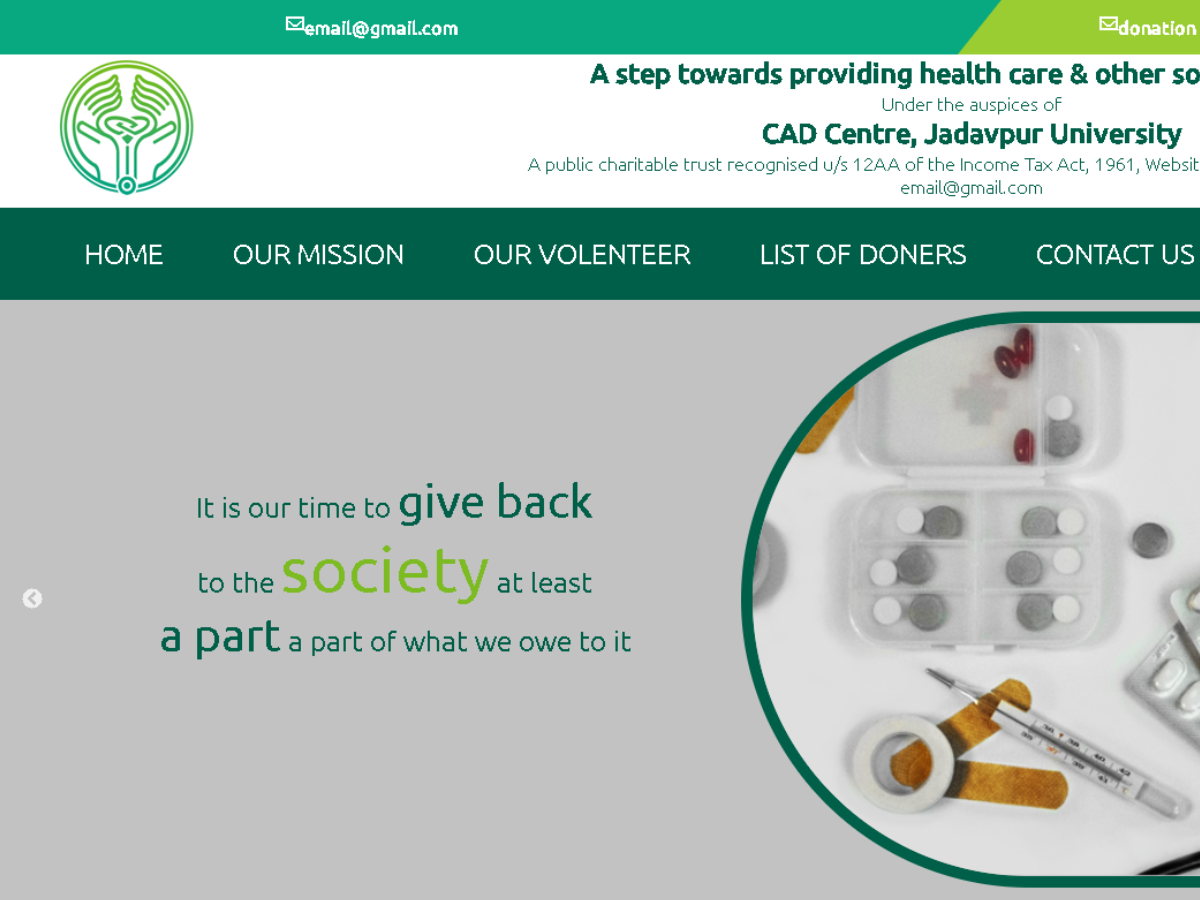 email@gmail.com
donation
A step towards providing health care & other so
Under the auspices of
CAD Centre, Jadavpur University
A public charitable trust recognised u/s 12AA of the Income Tax Act, 1961, Websit
email@gmail.com
HOME OUR MISSION OUR VOLENTEER LIST OF DONERS CONTACT US
It is our time to give back
to the society at least
a part a part of what we owe to it